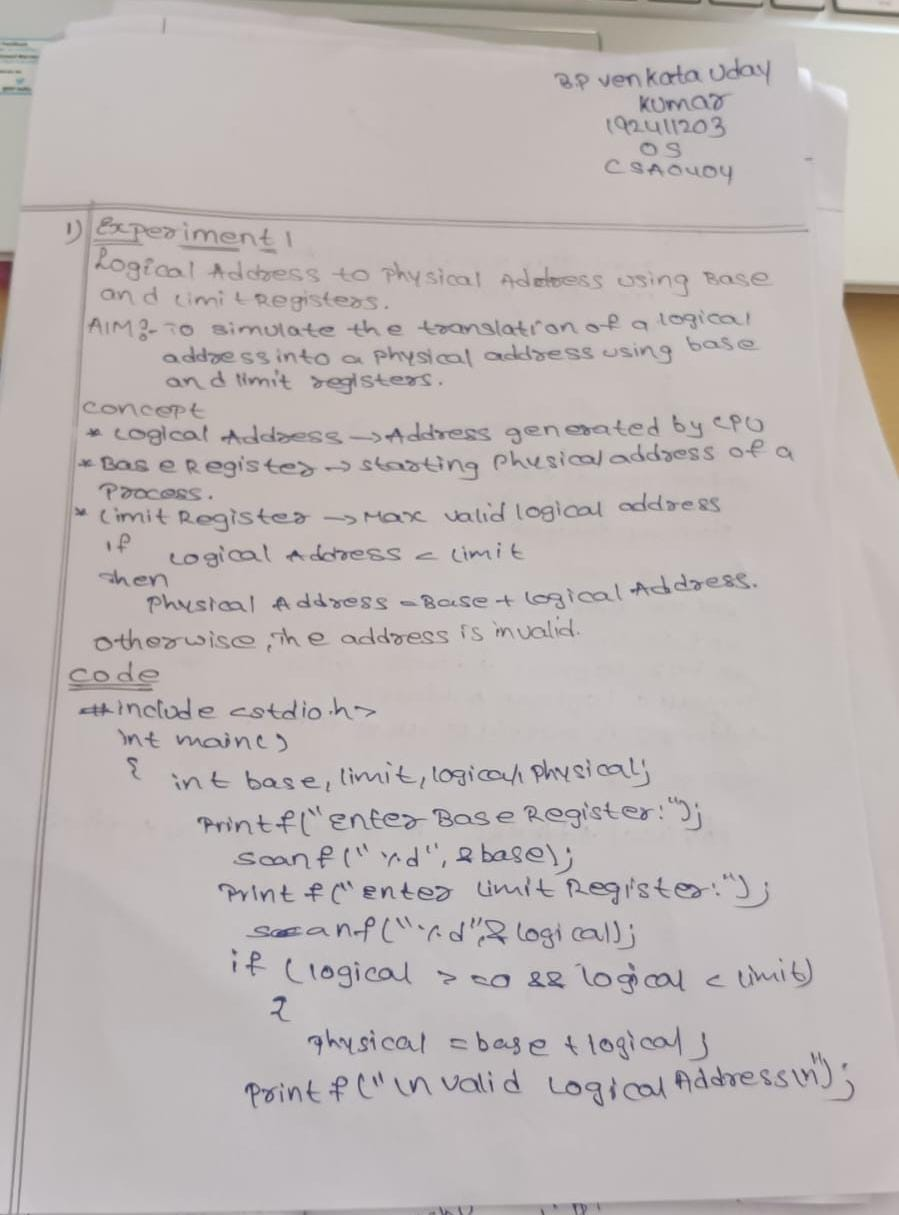 B.P venkata Uday
Kumar
192411203
OS
CSA0404
1) Experiment 1
Logical Address to Physical Address using Base
and Limit Registers.
AIM:- To simulate the translation of a logical
address into a physical address using base
and limit registers.
concept
* Logical Address → Address generated by CPU
* Base Register → starting Physical address of a
Process.
* Limit Register → Max valid logical address
if Logical Address < Limit
then
Physical Address = Base + Logical Address.
otherwise, The address is invalid.
code
#include <stdio.h>
int main()
{ int base, limit, logical, physical;
Printf("Enter Base Register:");
scanf("%d", &base);
Print f("Enter Limit Register:");
scanf("%d", & logical);
if (logical >=0 && logical < limit)
{
physical = base + logical;
Print f("Invalid Logical Address\n");